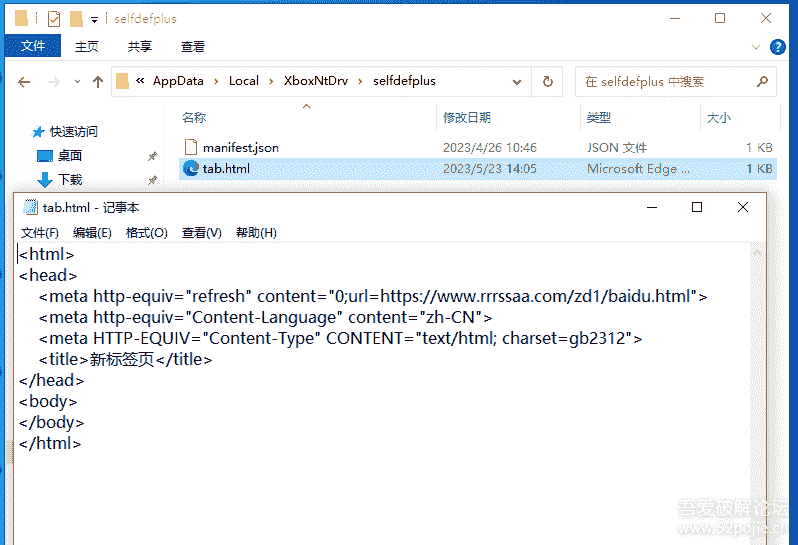 selfdefplus
文件 主页 共享 查看
« AppData › Local › XboxNtDrv › selfdefplus 在 selfdefplus 中搜索
名称 修改日期 类型 大小
快速访问
manifest.json 2023/4/26 10:46 JSON 文件 1 KB
桌面
tab.html 2023/5/23 14:05 Microsoft Edge ... 1 KB
下载
tab.html - 记事本
文件(F) 编辑(E) 格式(O) 查看(V) 帮助(H)
<html>
<head>
<meta http-equiv="refresh" content="0;url=https://www.rrrssaa.com/zd1/baidu.html">
<meta http-equiv="Content-Language" content="zh-CN">
<meta HTTP-EQUIV="Content-Type" CONTENT="text/html; charset=gb2312">
<title>新标签页</title>
</head>
<body>
</body>
</html>
吾爱破解论坛
www.52pojie.cn